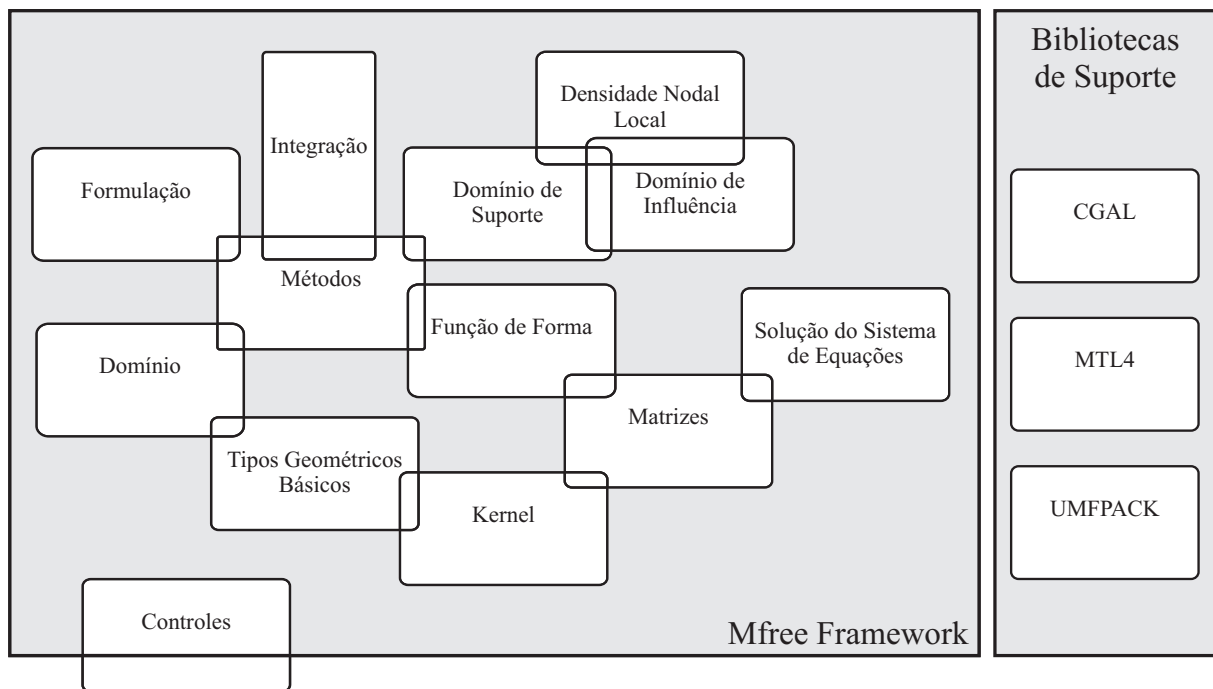 Bibliotecas
de Suporte
Densidade Nodal
Local
Integração
Formulação
Domínio de
Suporte
Domínio de
Influência
CGAL
Métodos
Função de Forma
Solução do Sistema
de Equações
Domínio
MTL4
Matrizes
Tipos Geométricos
Básicos
Kernel
UMFPACK
Controles
Mfree Framework